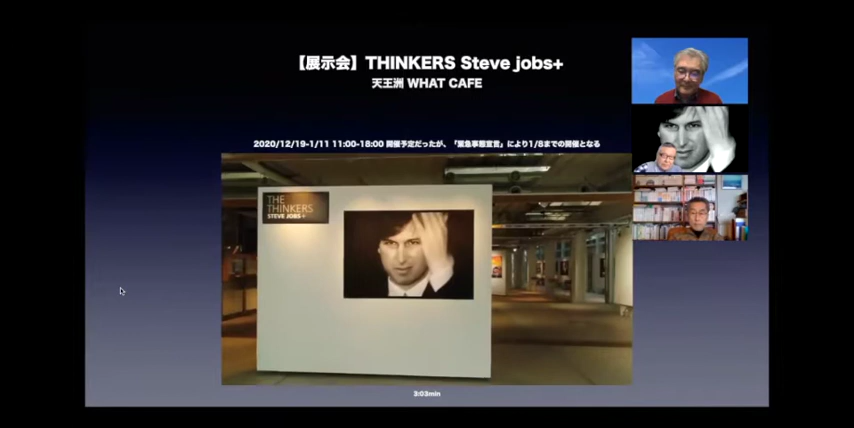 【展示会】THINKERS Steve jobs+
天王洲 WHAT CAFE
2020/12/19-1/11 11:00-18:00 開催予定だったが、「緊急事態宣言」により1/8までの開催となる
THE
THINKERS
STEVE JOBS +
3:03min